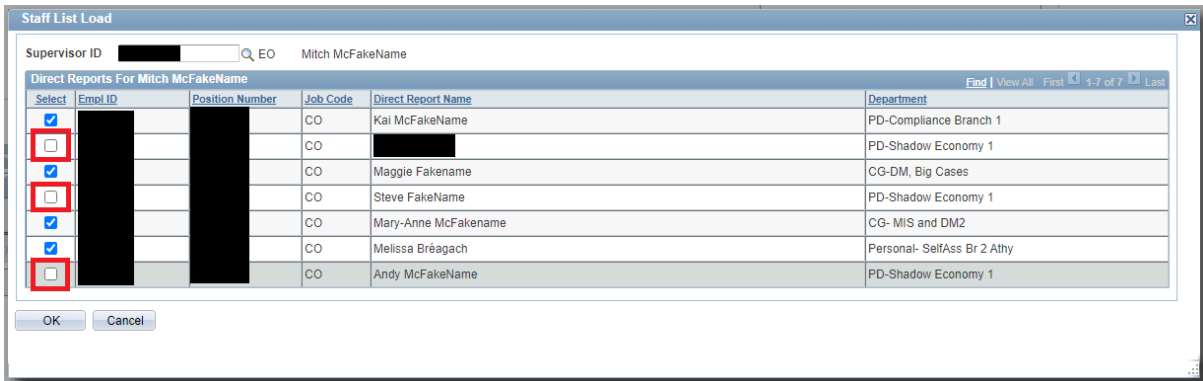 Staff List Load
Supervisor ID EO Mitch McFakeName
Direct Reports For Mitch McFakeName Find | View All First 1-7 of 7 Last
Select Empl ID Position Number Job Code Direct Report Name Department
CO Kai McFakeName PD-Compliance Branch 1
CO PD-Shadow Economy 1
CO Maggie Fakename CG-DM, Big Cases
CO Steve FakeName PD-Shadow Economy 1
CO Mary-Anne McFakename CG- MIS and DM2
CO Melissa Bréagach Personal- SelfAss Br 2 Athy
CO Andy McFakeName PD-Shadow Economy 1
OK Cancel